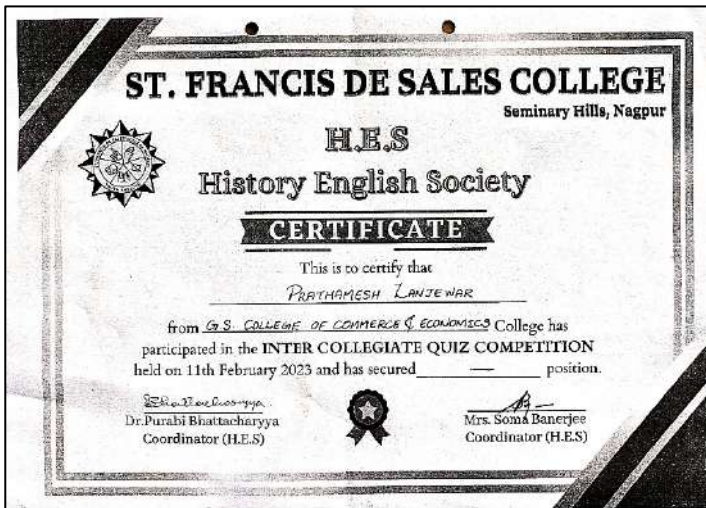 ST. FRANCIS DE SALES COLLEGE
Seminary Hills, Nagpur
H.E.S
History English Society
CERTIFICATE
This is to certify that
PRATHAMESH LANJEWAR
from G.S. COLLEGE OF COMMERCE & ECONOMICS College has
participated in the INTER COLLEGIATE QUIZ COMPETITION
held on 11th February 2023 and has secured — position.
Dr.Purabi Bhattacharyya
Coordinator (H.E.S)
Mrs. Soma Banerjee
Coordinator (H.E.S)